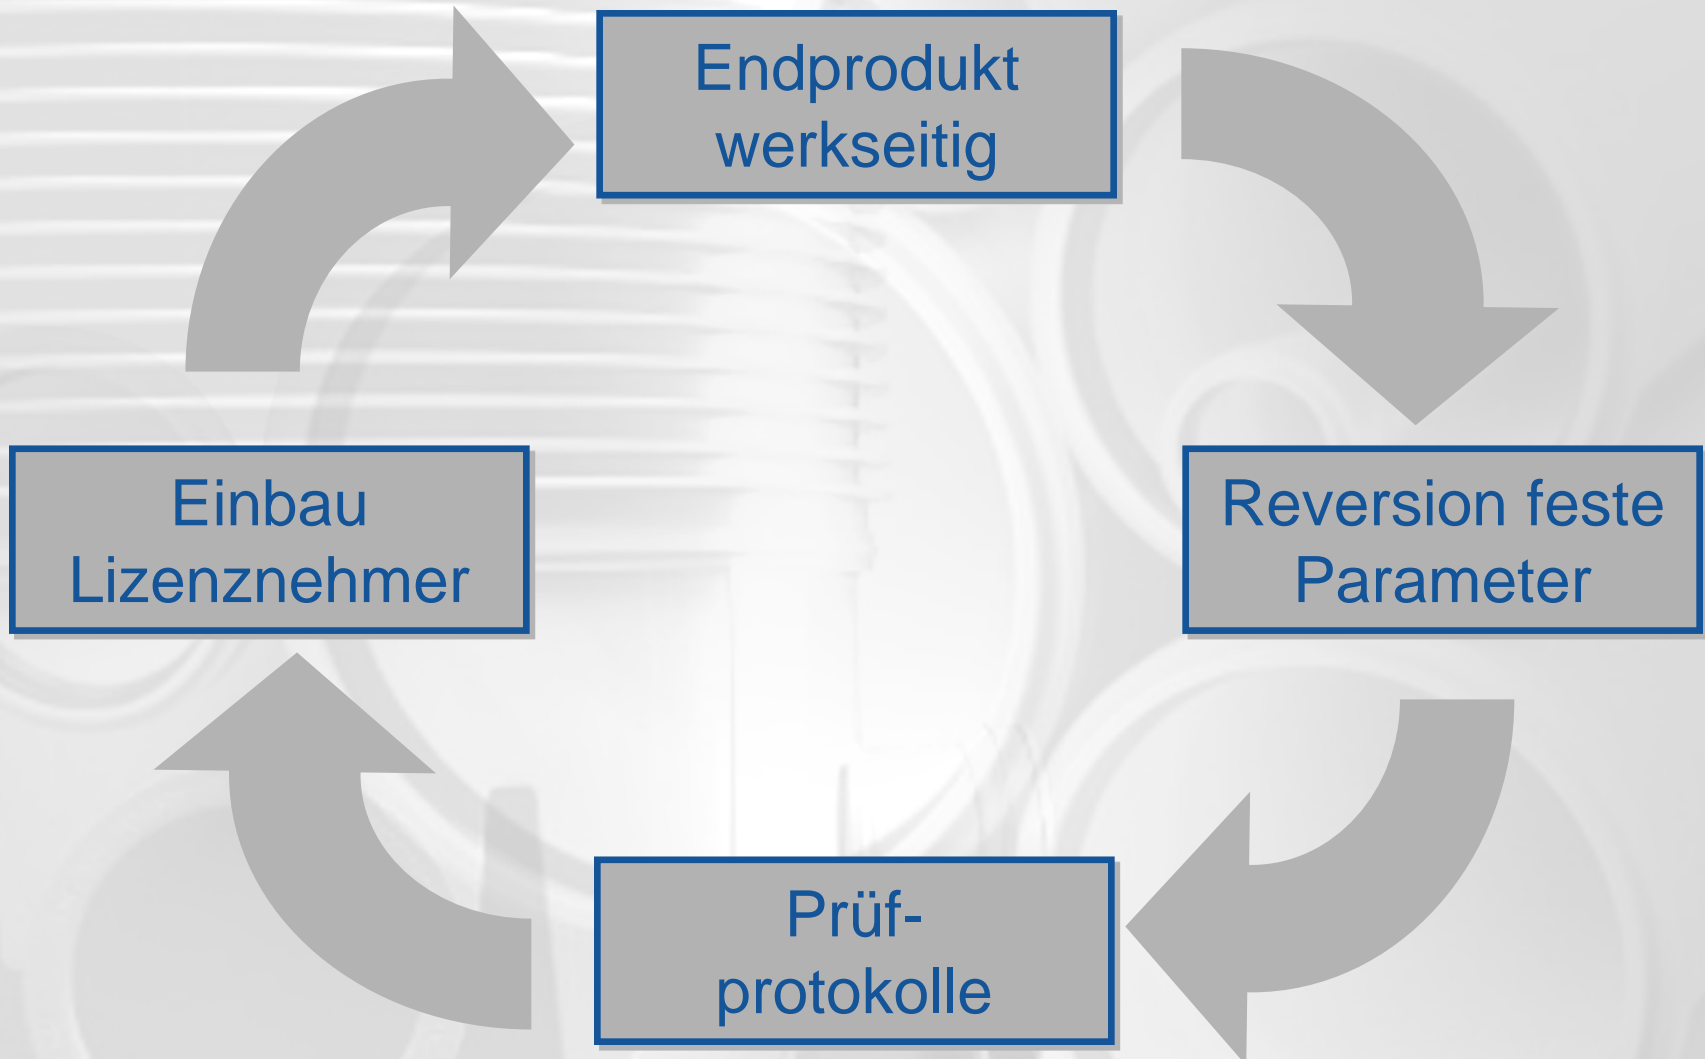 Endprodukt
werkseitig
Einbau
Lizenznehmer
Reversion feste
Parameter
Prüf-
protokolle